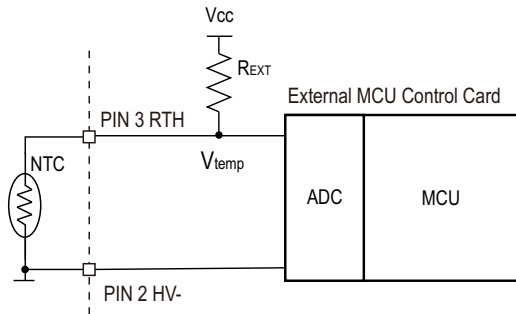 Vcc
REXT
External MCU Control Card
PIN 3 RTH
NTC
Vtemp
ADC
MCU
PIN 2 HV-